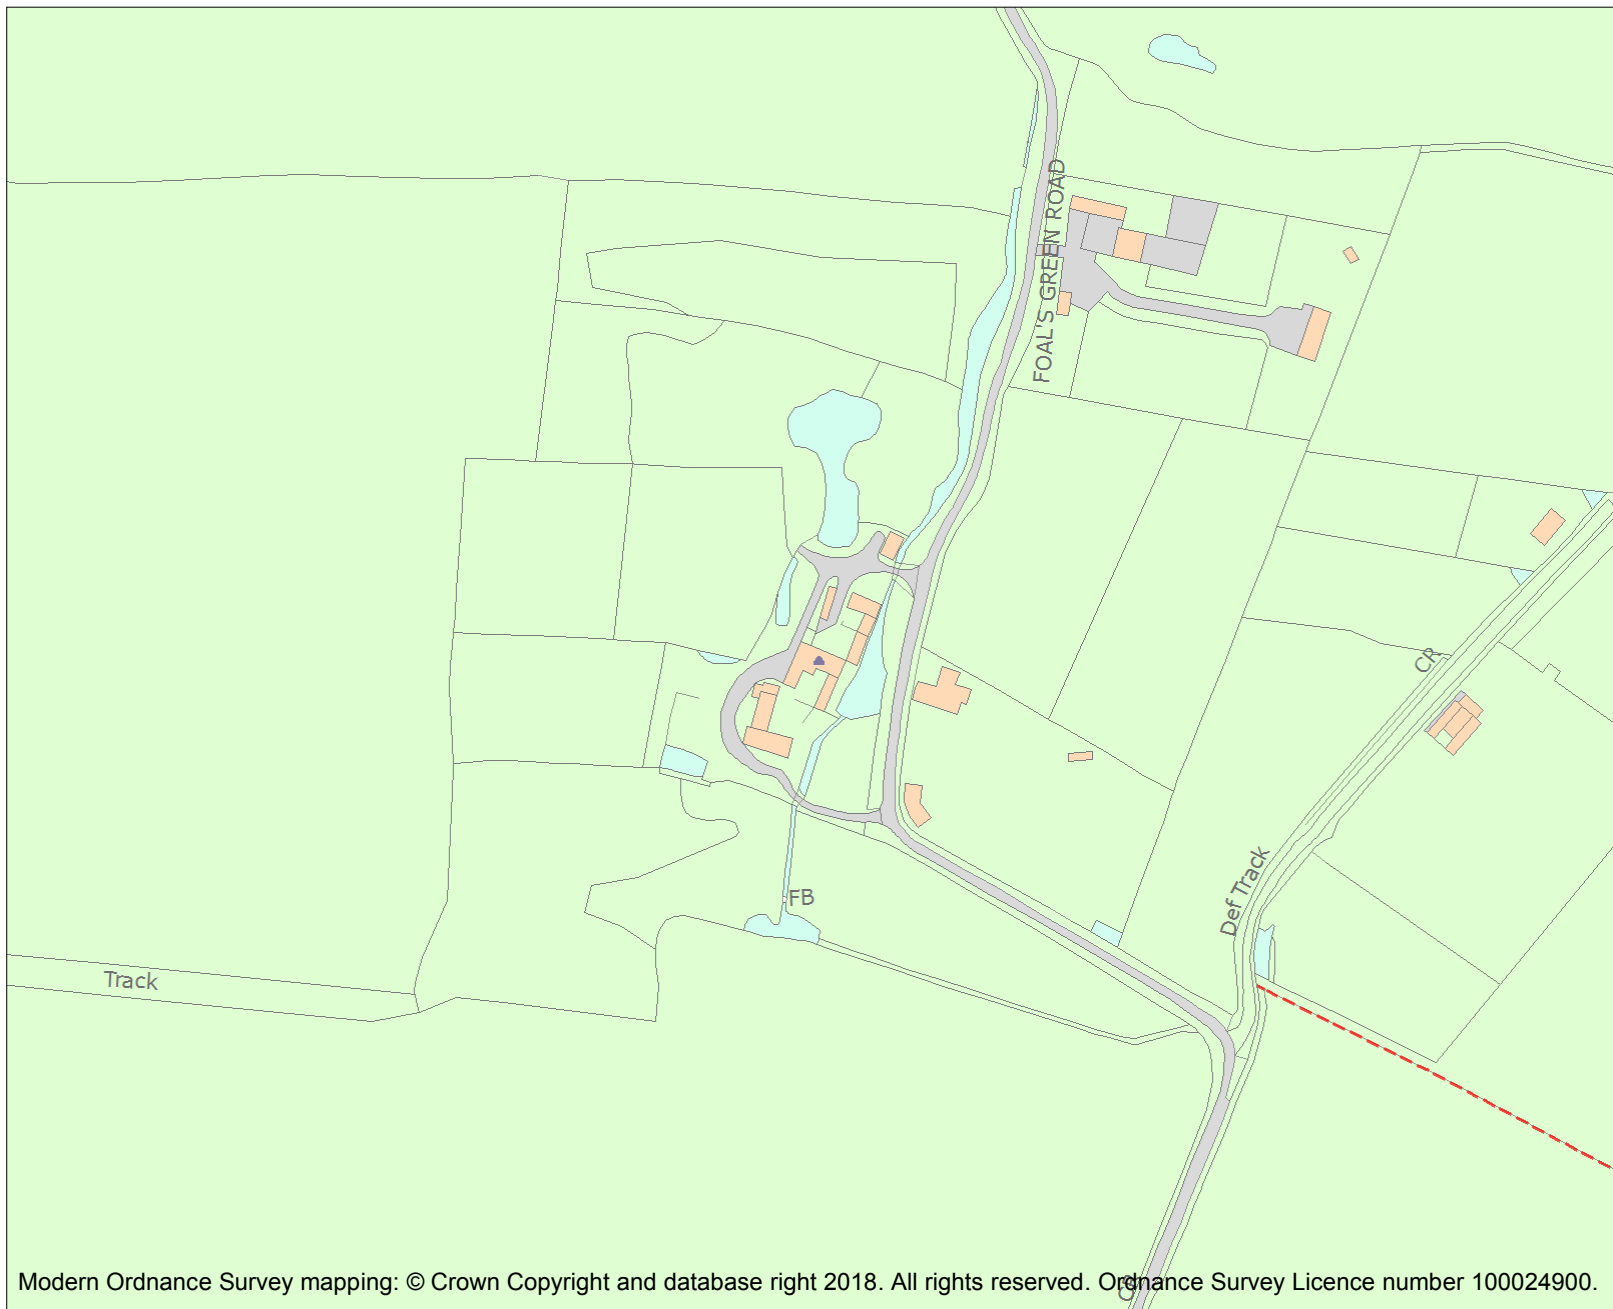 FOAL'S GREEN ROAD
CR
Def Track
FB
Track
CR
Modern Ordnance Survey mapping: © Crown Copyright and database right 2018. All rights reserved. Ordnance Survey Licence number 100024900.